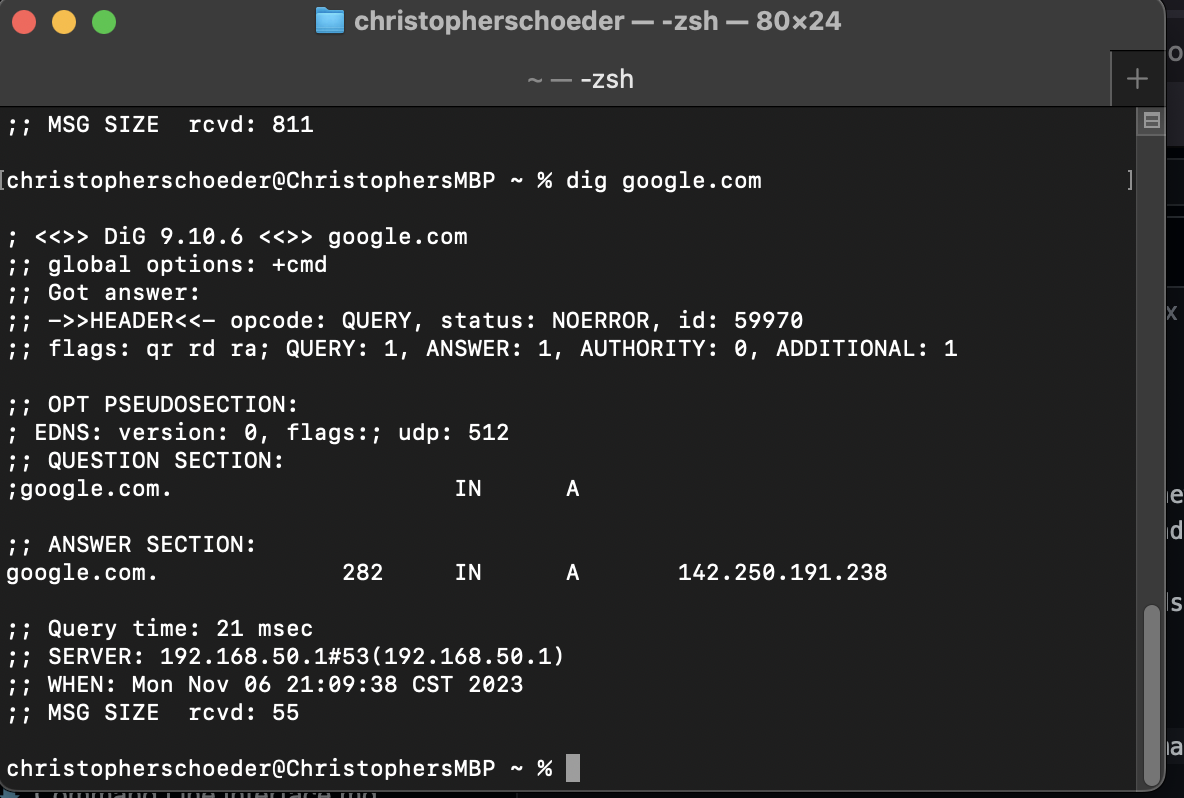 christopherschoeder — -zsh — 80×24
~ — -zsh
;; MSG SIZE  rcvd: 811
[christopherschoeder@ChristophersMBP ~ % dig google.com ]
; <<>> DiG 9.10.6 <<>> google.com
;; global options: +cmd
;; Got answer:
;; ->>HEADER<<- opcode: QUERY, status: NOERROR, id: 59970
;; flags: qr rd ra; QUERY: 1, ANSWER: 1, AUTHORITY: 0, ADDITIONAL: 1
;; OPT PSEUDOSECTION:
; EDNS: version: 0, flags:; udp: 512
;; QUESTION SECTION:
;google.com.			IN	A
;; ANSWER SECTION:
google.com.		282	IN	A	142.250.191.238
;; Query time: 21 msec
;; SERVER: 192.168.50.1#53(192.168.50.1)
;; WHEN: Mon Nov 06 21:09:38 CST 2023
;; MSG SIZE  rcvd: 55
christopherschoeder@ChristophersMBP ~ %